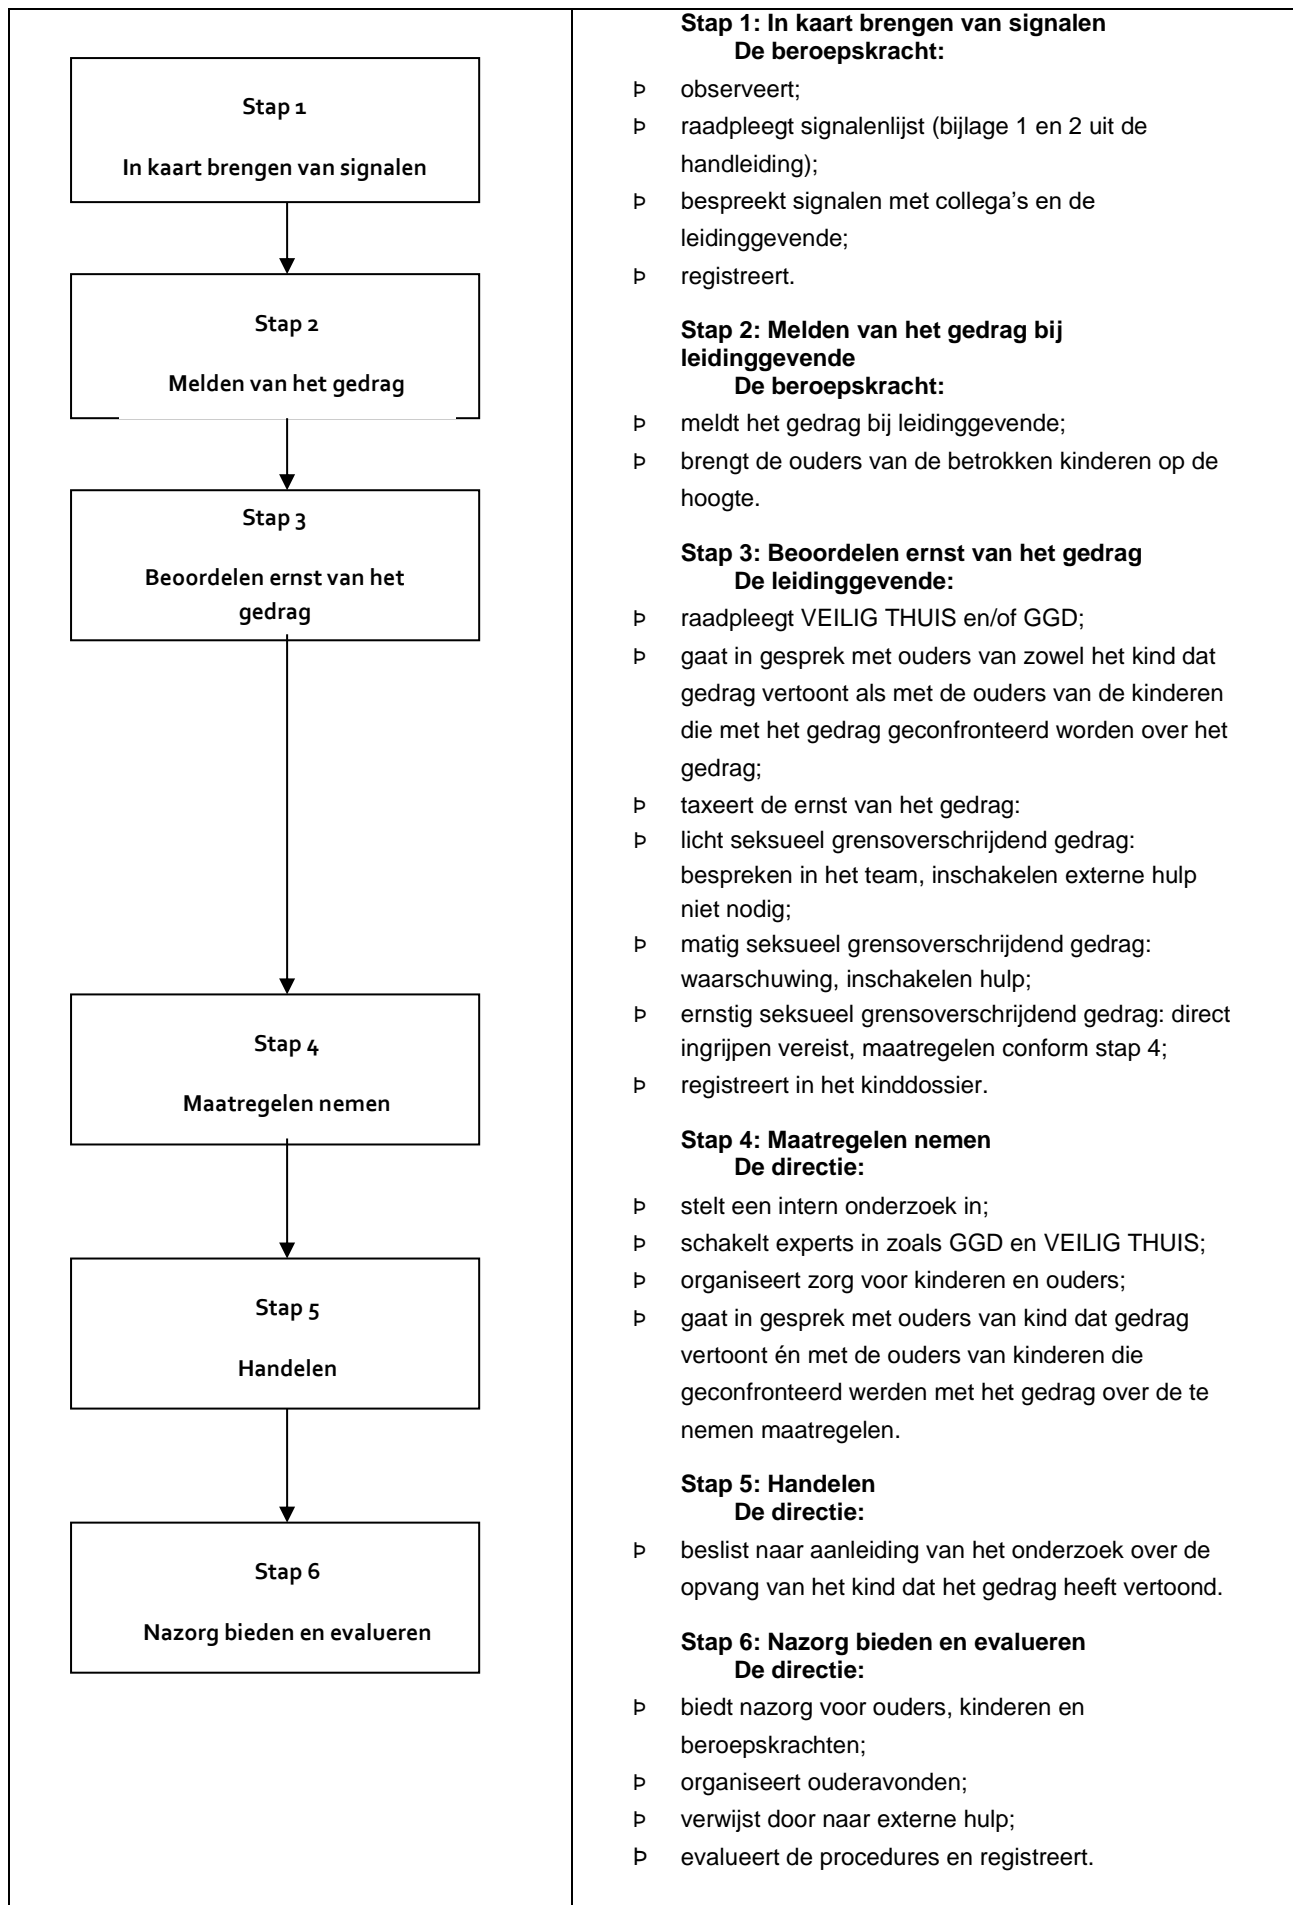 Stap 1
In kaart brengen van signalen
Stap 2
Melden van het gedrag
Stap 3
Beoordelen ernst van het
gedrag
Stap 4
Maatregelen nemen
Stap 5
Handelen
Stap 6
Nazorg bieden en evalueren
Stap 1: In kaart brengen van signalen
De beroepskracht:
Þ observeert;
Þ raadpleegt signalenlijst (bijlage 1 en 2 uit de
handleiding);
Þ bespreekt signalen met collega’s en de
leidinggevende;
Þ registreert.
Stap 2: Melden van het gedrag bij
leidinggevende
De beroepskracht:
Þ meldt het gedrag bij leidinggevende;
Þ brengt de ouders van de betrokken kinderen op de
hoogte.
Stap 3: Beoordelen ernst van het gedrag
De leidinggevende:
Þ raadpleegt VEILIG THUIS en/of GGD;
Þ gaat in gesprek met ouders van zowel het kind dat
gedrag vertoont als met de ouders van de kinderen
die met het gedrag geconfronteerd worden over het
gedrag;
Þ taxeert de ernst van het gedrag:
Þ licht seksueel grensoverschrijdend gedrag:
bespreken in het team, inschakelen externe hulp
niet nodig;
Þ matig seksueel grensoverschrijdend gedrag:
waarschuwing, inschakelen hulp;
Þ ernstig seksueel grensoverschrijdend gedrag: direct
ingrijpen vereist, maatregelen conform stap 4;
Þ registreert in het kinddossier.
Stap 4: Maatregelen nemen
De directie:
Þ stelt een intern onderzoek in;
Þ schakelt experts in zoals GGD en VEILIG THUIS;
Þ organiseert zorg voor kinderen en ouders;
Þ gaat in gesprek met ouders van kind dat gedrag
vertoont én met de ouders van kinderen die
geconfronteerd werden met het gedrag over de te
nemen maatregelen.
Stap 5: Handelen
De directie:
Þ beslist naar aanleiding van het onderzoek over de
opvang van het kind dat het gedrag heeft vertoond.
Stap 6: Nazorg bieden en evalueren
De directie:
Þ biedt nazorg voor ouders, kinderen en
beroepskrachten;
Þ organiseert ouderavonden;
Þ verwijst door naar externe hulp;
Þ evalueert de procedures en registreert.